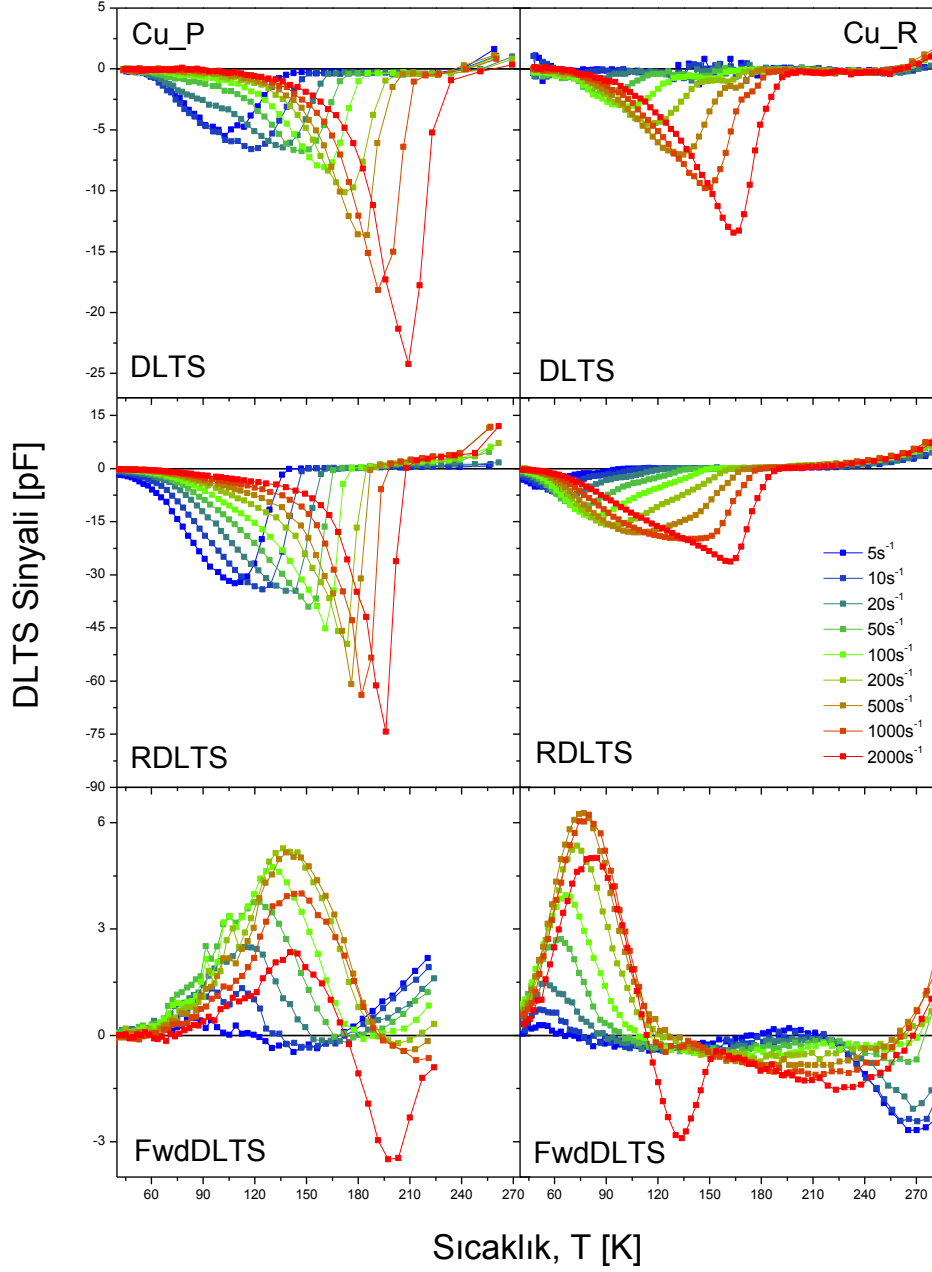 Cu_P
Cu_R
5
0
-5
-10
-15
-20
-25
DLTS
DLTS
DLTS Sinyali [pF]
15
0
-15
-30
-45
-60
-75
-90
RDLTS
RDLTS
5s⁻¹
10s⁻¹
20s⁻¹
50s⁻¹
100s⁻¹
200s⁻¹
500s⁻¹
1000s⁻¹
2000s⁻¹
6
3
0
-3
FwdDLTS
FwdDLTS
60 90 120 150 180 210 240 270
60 90 120 150 180 210 240 270
Sıcaklık, T [K]